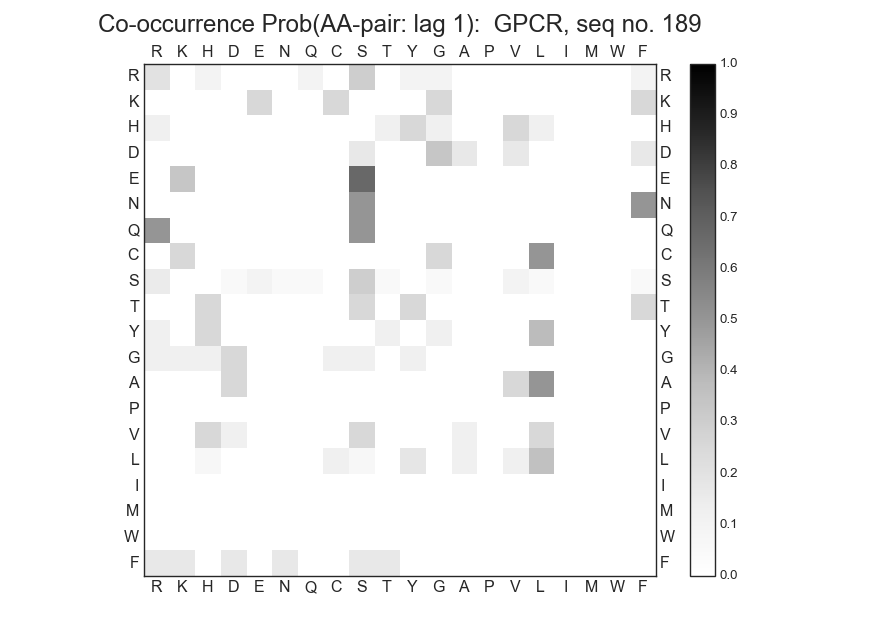 Co-occurrence Prob(AA-pair: lag 1):  GPCR, seq no. 189
R K H D E N Q C S T Y G A P V L I M W F
R R 1.0
K K 0.9
H H
D D 0.8
E E
N N 0.7
Q Q
C C 0.6
S S
T T 0.5
Y Y
G G 0.4
A A
P P 0.3
V V
L L 0.2
I I
M M 0.1
W W
F F 0.0
R K H D E N Q C S T Y G A P V L I M W F